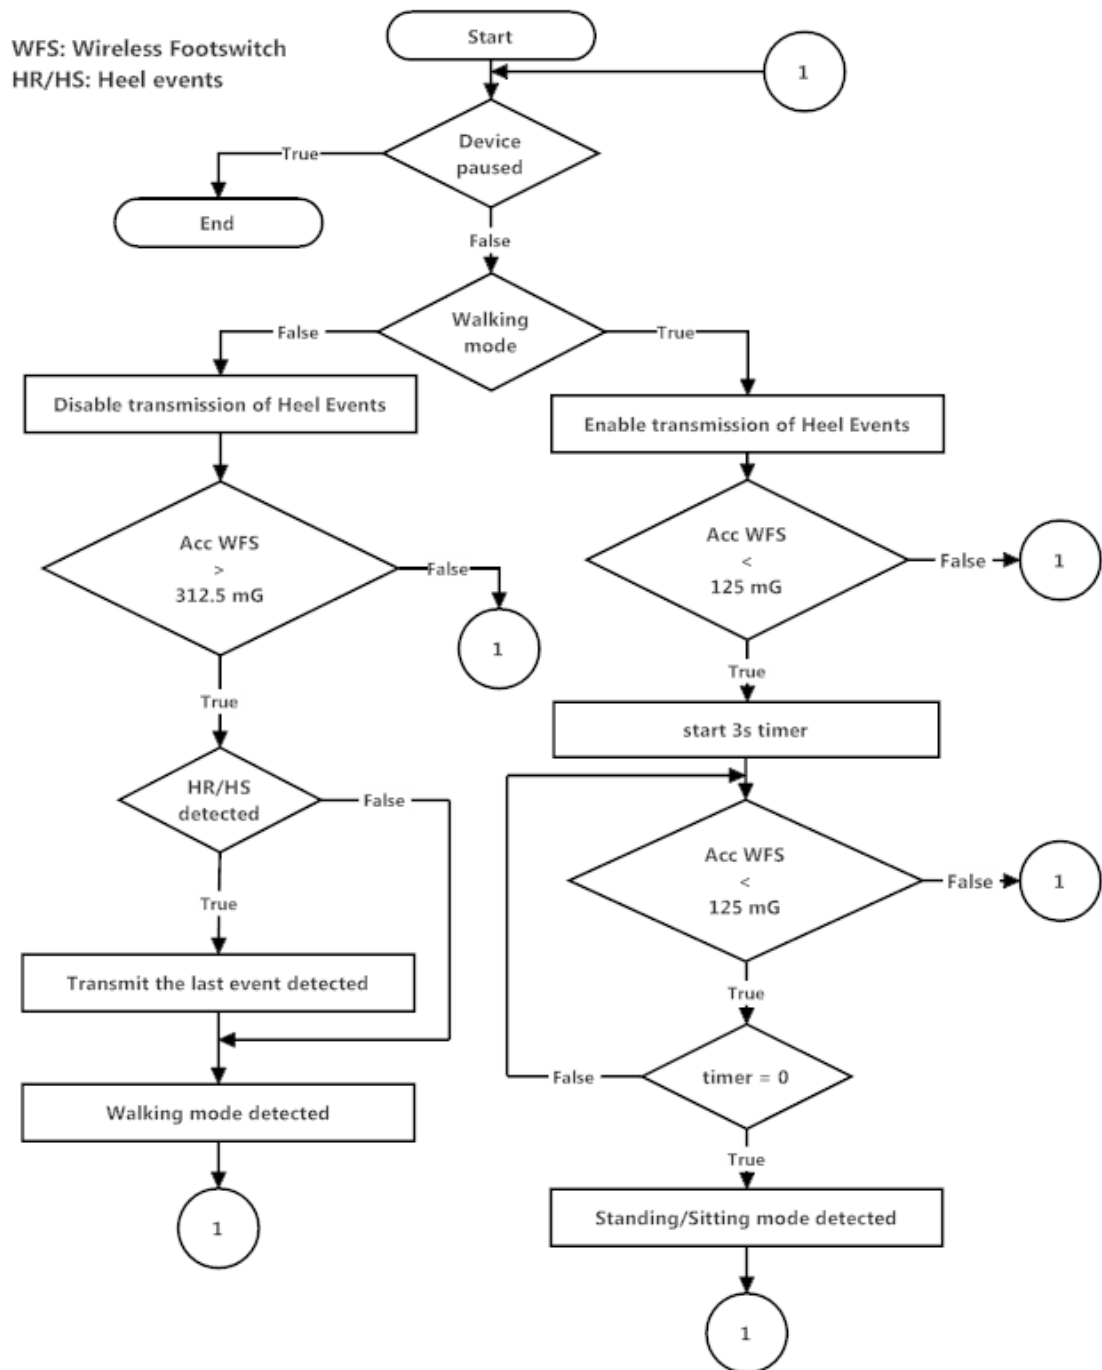 Start
WFS: Wireless Footswitch
HR/HS: Heel events
1
Device
paused
True
End
False
Walking
mode
False
True
Disable transmission of Heel Events
Enable transmission of Heel Events
Acc WFS
>
312.5 mG
False
1
Acc WFS
<
125 mG
False
1
True
True
start 3s timer
HR/HS
detected
False
Acc WFS
<
125 mG
False
1
True
Transmit the last event detected
True
timer = 0
False
Walking mode detected
True
1
Standing/Sitting mode detected
1